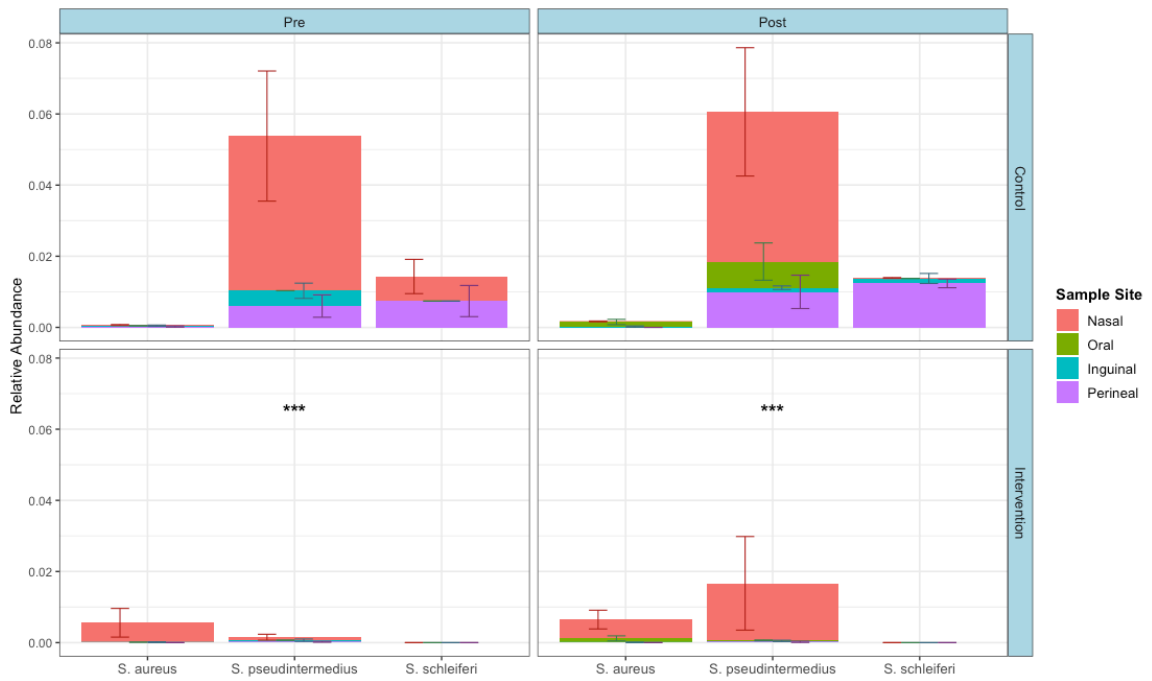 Pre
Post
0.08
0.06
0.04
0.02
0.00
Control
Relative Abundance
0.08
0.06
0.04
0.02
0.00
***
***
Intervention
S. aureus
S. pseudintermedius
S. schleiferi
S. aureus
S. pseudintermedius
S. schleiferi
Sample Site
Nasal
Oral
Inguinal
Perineal